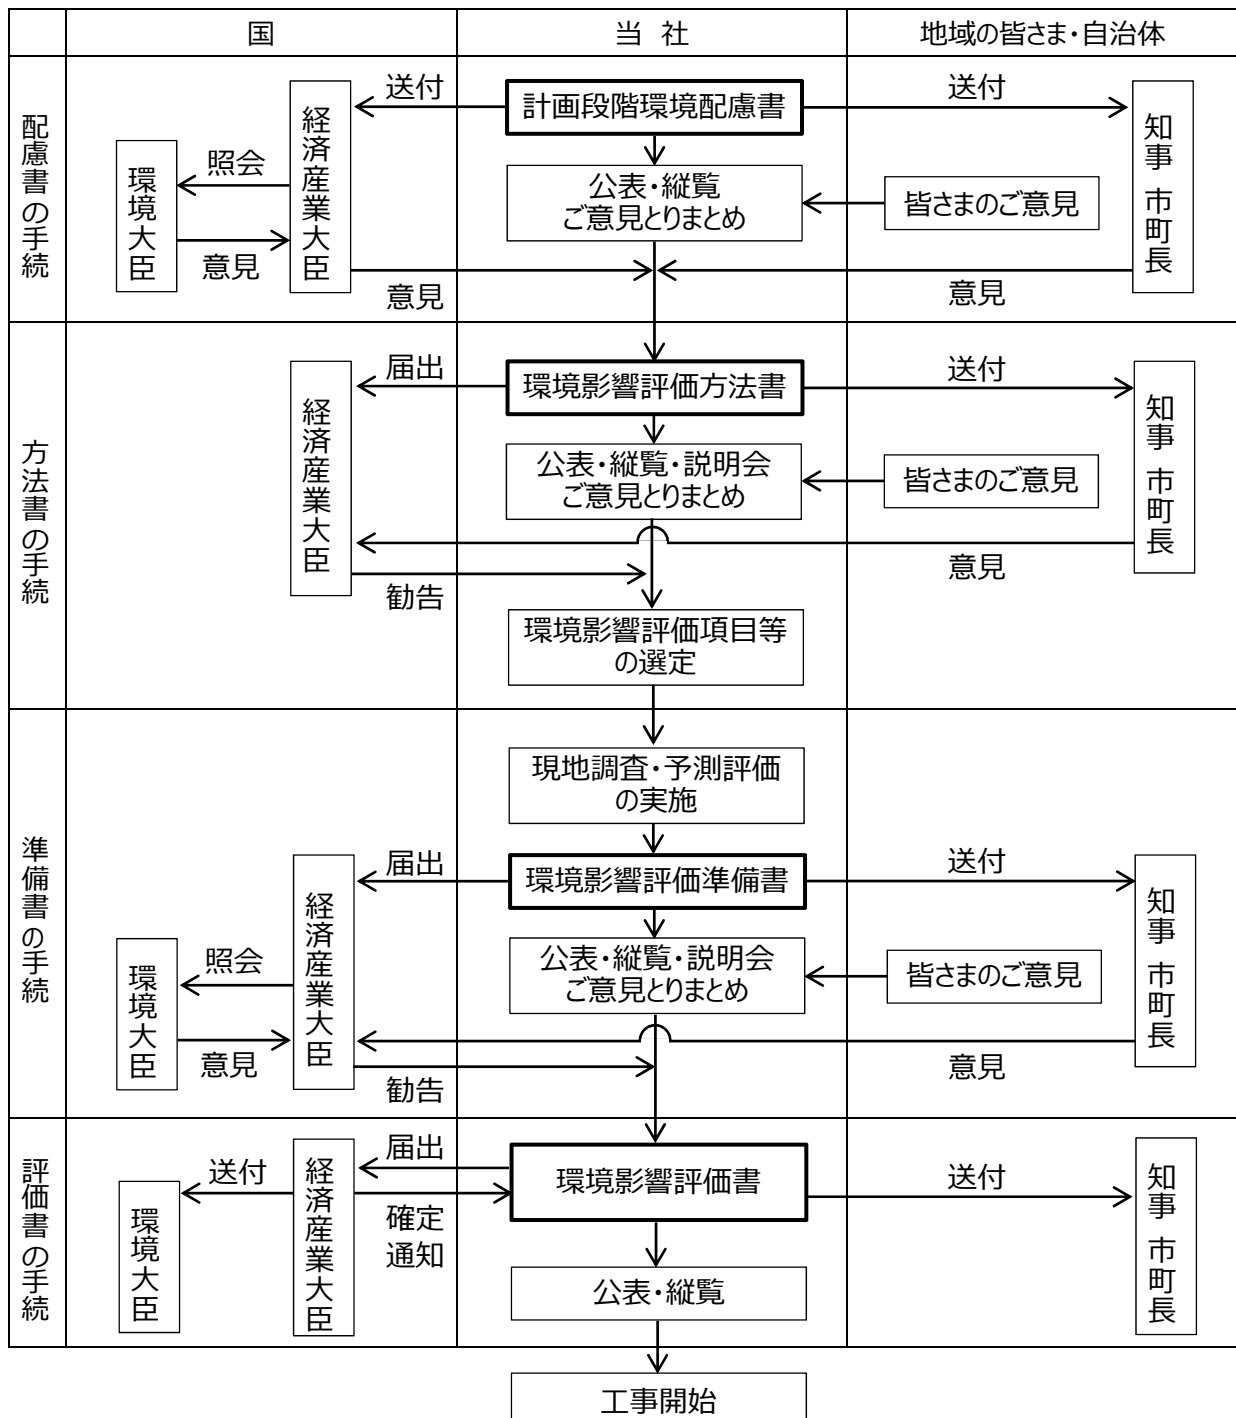 国
当 社
地域の皆さま・自治体
配慮書の手続
送付
計画段階環境配慮書
送付
経済産業大臣
知事 市町長
環境大臣
照会
公表・縦覧
ご意見とりまとめ
皆さまのご意見
意見
意見
意見
方法書の手続
届出
環境影響評価方法書
送付
経済産業大臣
知事 市町長
公表・縦覧・説明会
ご意見とりまとめ
皆さまのご意見
勧告
意見
環境影響評価項目等
の選定
準備書の手続
現地調査・予測評価
の実施
届出
環境影響評価準備書
送付
経済産業大臣
知事 市町長
環境大臣
照会
公表・縦覧・説明会
ご意見とりまとめ
皆さまのご意見
意見
勧告
意見
評価書の手続
送付
経済産業大臣
届出
環境影響評価書
送付
知事 市町長
環境大臣
確定
通知
公表・縦覧
工事開始